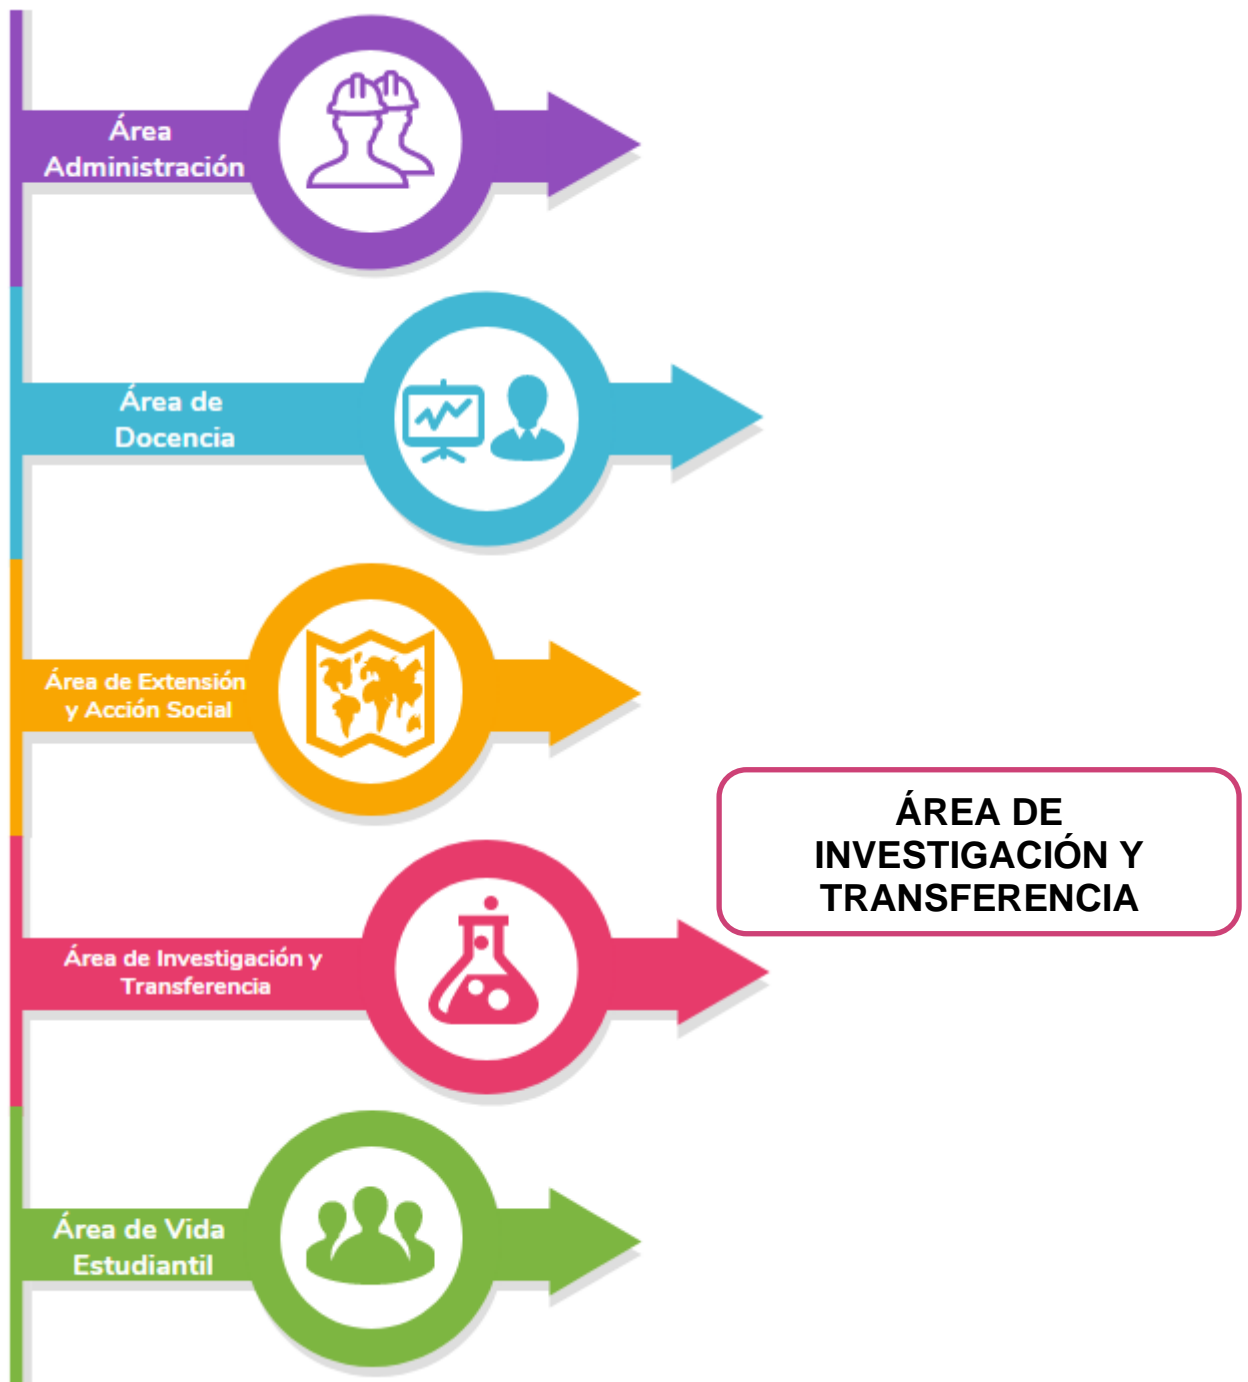 Área
Administración
Área de
Docencia
Área de Extensión
y Acción Social
ÁREA DE
INVESTIGACIÓN Y
TRANSFERENCIA
Área de Investigación y
Transferencia
Área de Vida
Estudiantil